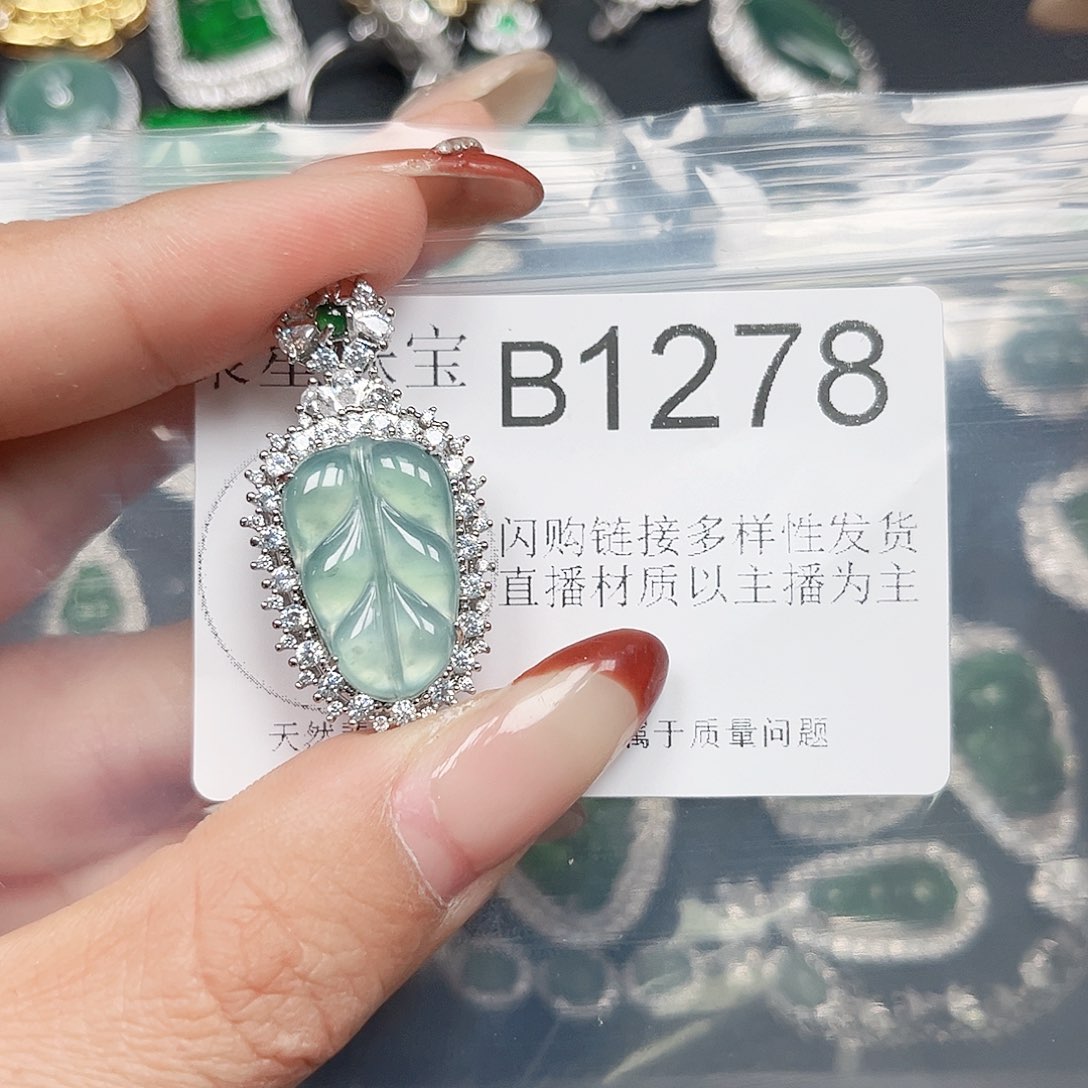 宝 B1278
闪购链接多样性发货
直播材质以主播为主
天然 属于质量问题